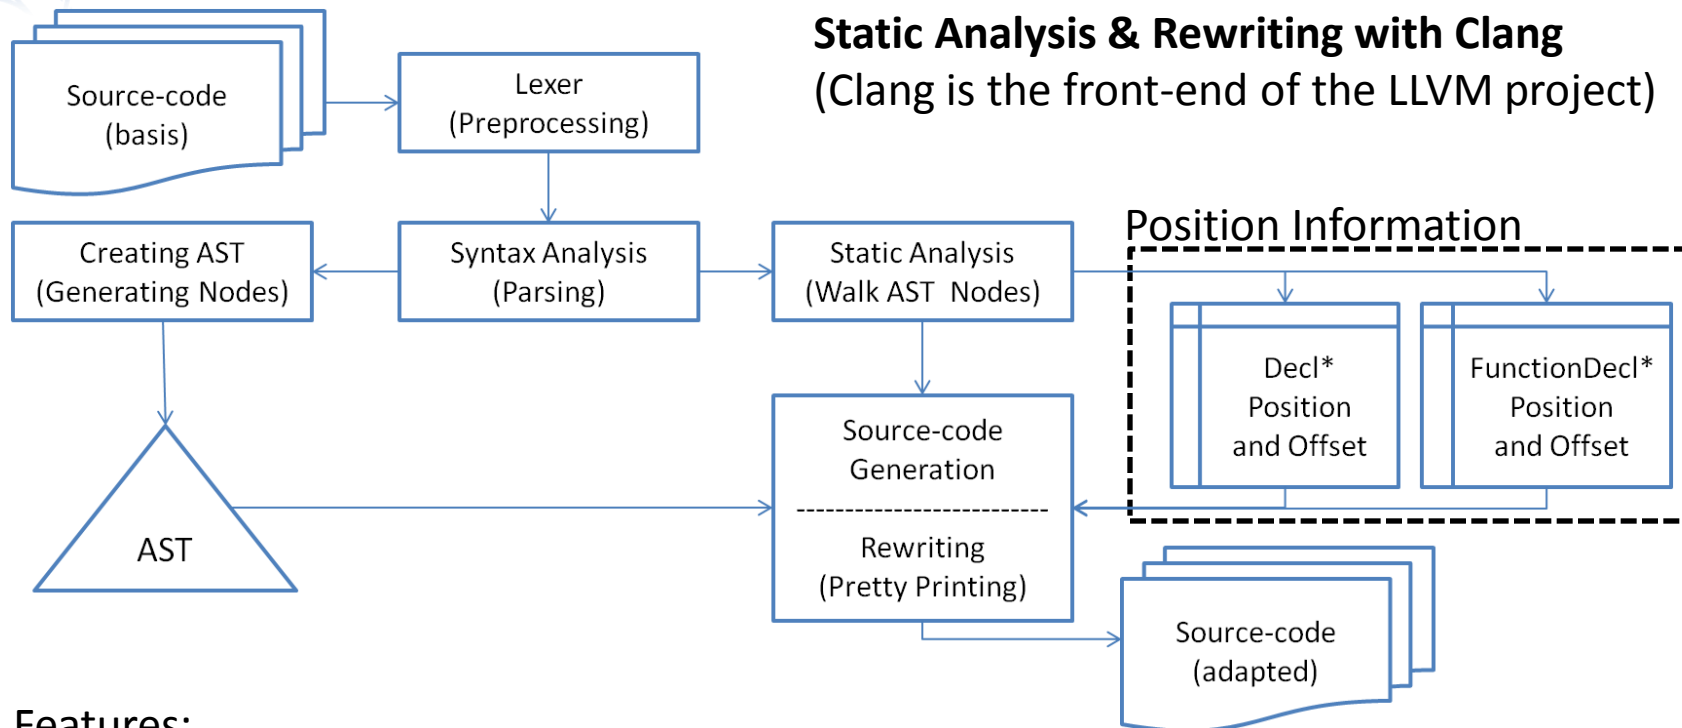 Static Analysis & Rewriting with Clang
(Clang is the front-end of the LLVM project)
Source-code
(basis)
Lexer
(Preprocessing)
Creating AST
(Generating Nodes)
Syntax Analysis
(Parsing)
Static Analysis
(Walk AST Nodes)
Position Information
Decl*
Position
and Offset
FunctionDecl*
Position
and Offset
Source-code
Generation
Rewriting
(Pretty Printing)
AST
Source-code
(adapted)
Features: